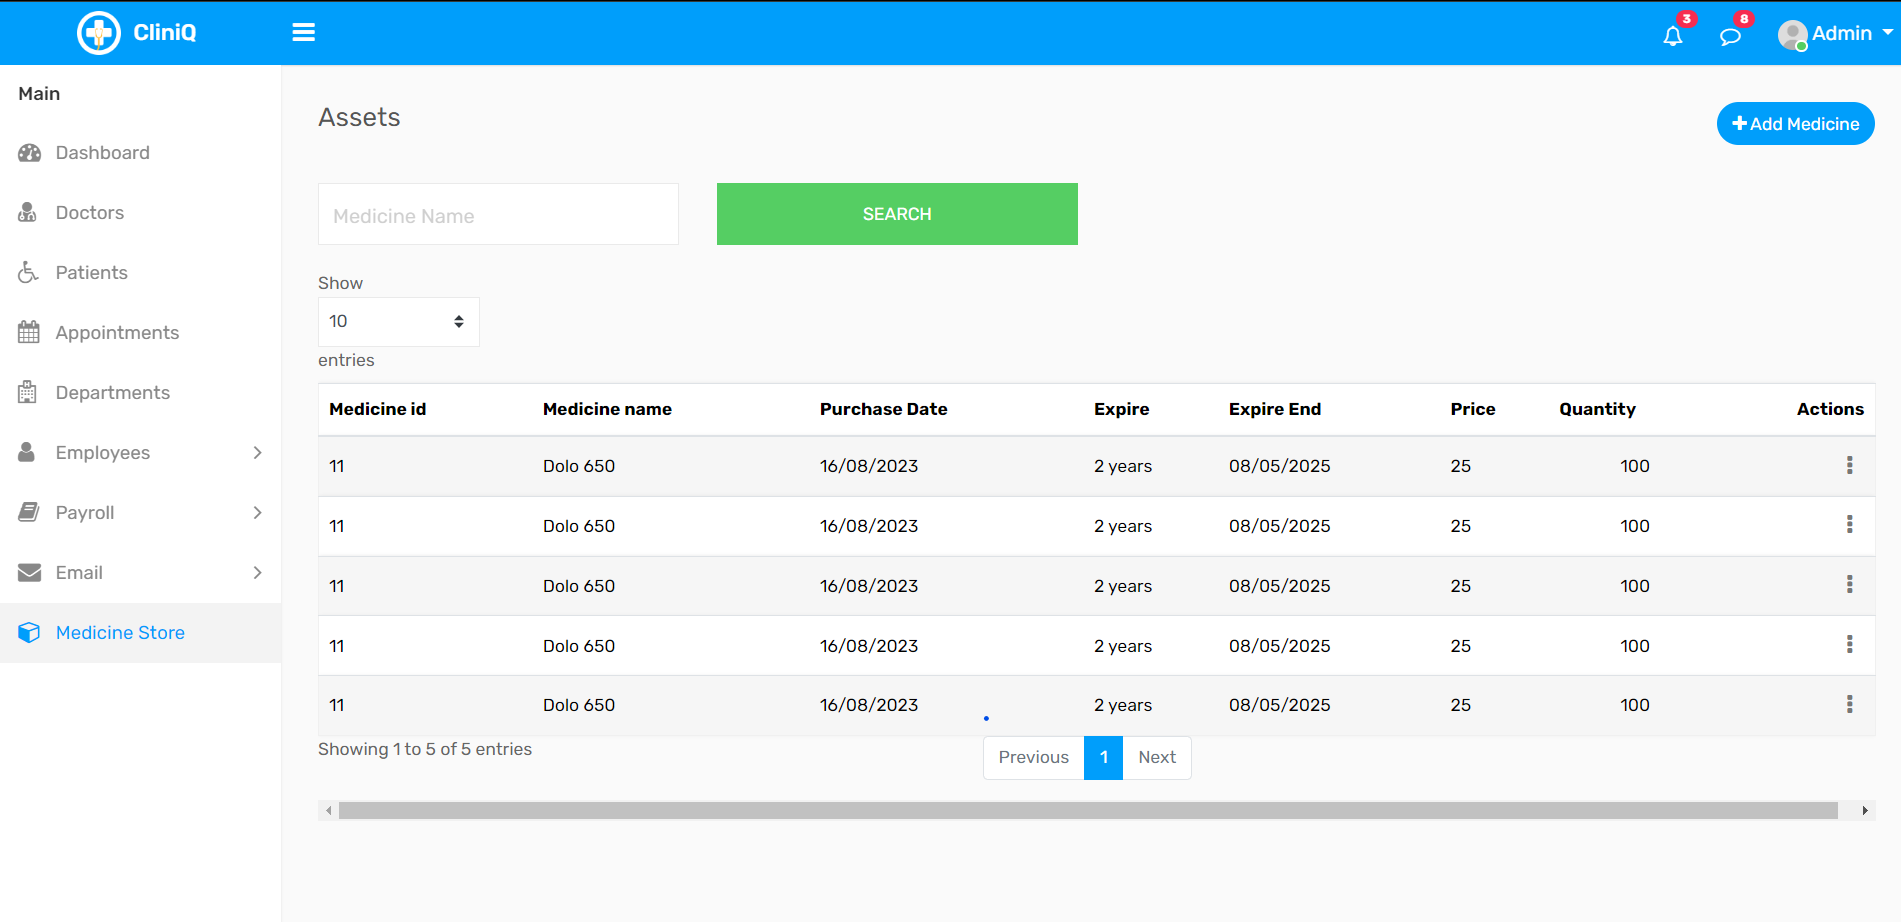 CliniQ
3
8
Admin
Main
Dashboard
Doctors
Patients
Appointments
Departments
Employees
Payroll
Email
Medicine Store
Assets
Add Medicine
Medicine Name
SEARCH
Show
10
entries
Medicine id Medicine name Purchase Date Expire Expire End Price Quantity Actions
11 Dolo 650 16/08/2023 2 years 08/05/2025 25 100
11 Dolo 650 16/08/2023 2 years 08/05/2025 25 100
11 Dolo 650 16/08/2023 2 years 08/05/2025 25 100
11 Dolo 650 16/08/2023 2 years 08/05/2025 25 100
11 Dolo 650 16/08/2023 2 years 08/05/2025 25 100
Showing 1 to 5 of 5 entries
Previous 1 Next